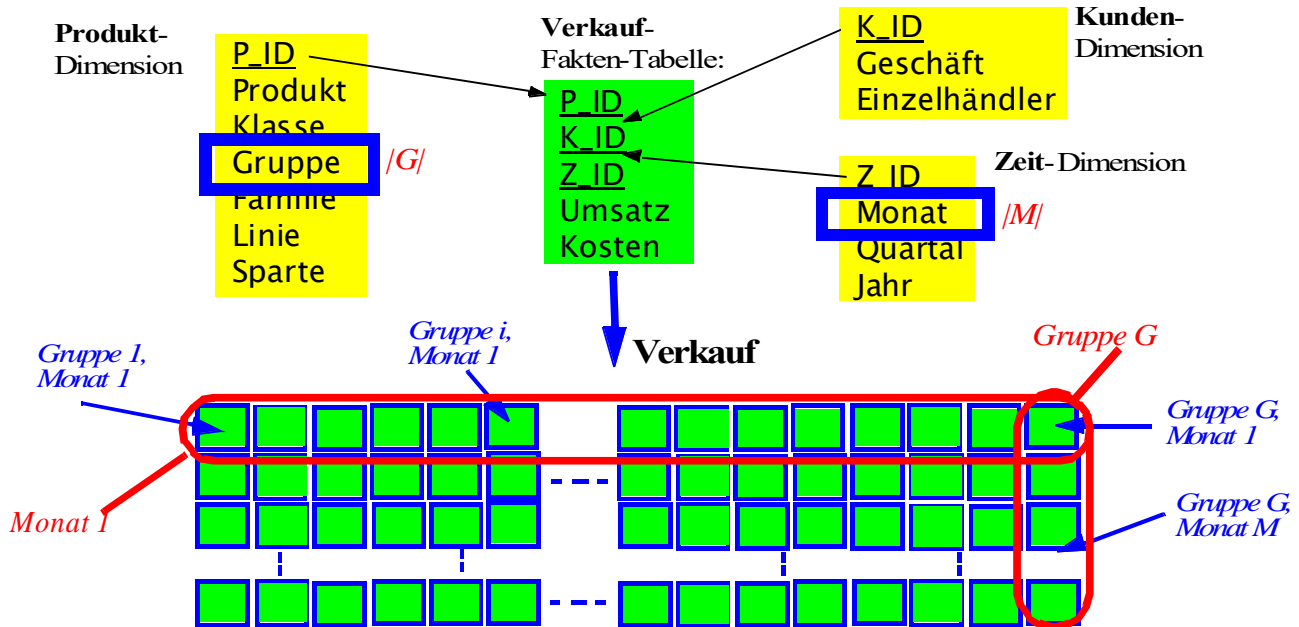 Produkt-
Dimension
P_ID
Produkt
Klasse
Gruppe
Familie
Linie
Sparte
|G|
Verkauf-
Fakten-Tabelle:
P_ID
K_ID
Z_ID
Umsatz
Kosten
K_ID
Geschäft
Einzelhändler
Kunden-
Dimension
Z_ID
Monat
Quartal
Jahr
Zeit- Dimension
|M|
Verkauf
Gruppe 1,
Monat 1
Gruppe i,
Monat 1
Gruppe G
Gruppe G,
Monat 1
Monat 1
Gruppe G,
Monat M